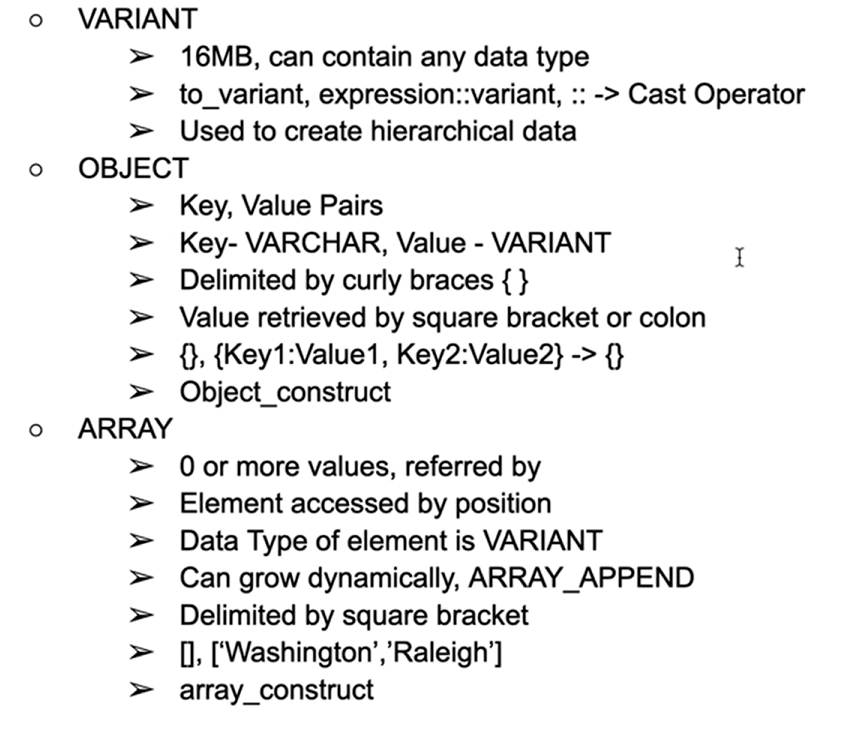 VARIANT
16MB, can contain any data type
to_variant, expression::variant, :: -> Cast Operator
Used to create hierarchical data
OBJECT
Key, Value Pairs
Key- VARCHAR, Value - VARIANT
Delimited by curly braces { }
Value retrieved by square bracket or colon
{}, {Key1:Value1, Key2:Value2} -> {}
Object_construct
ARRAY
0 or more values, referred by
Element accessed by position
Data Type of element is VARIANT
Can grow dynamically, ARRAY_APPEND
Delimited by square bracket
[], [‘Washington’,’Raleigh’]
array_construct